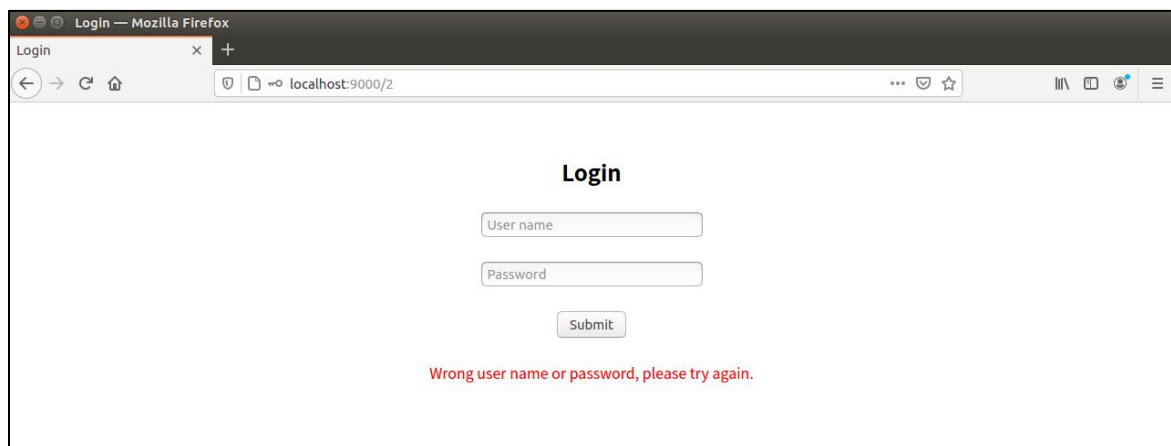 Login — Mozilla Firefox
Login
localhost:9000/2
Login
User name
Password
Submit
Wrong user name or password, please try again.